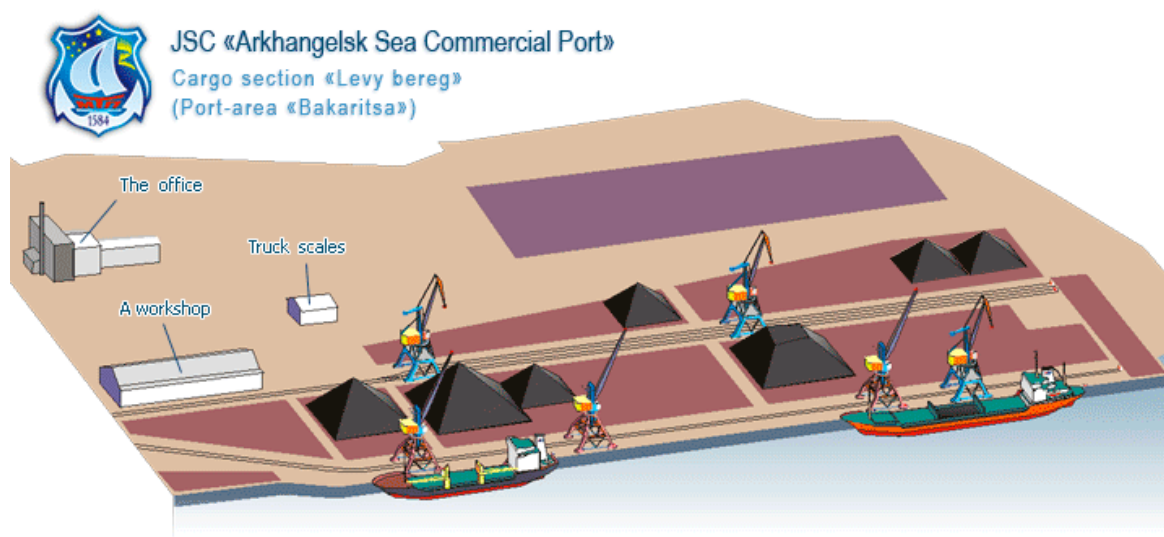 JSC «Arkhangelsk Sea Commercial Port»
Cargo section «Levy bereg»
(Port-area «Bakaritsa»)
1584
The office
Truck scales
A workshop